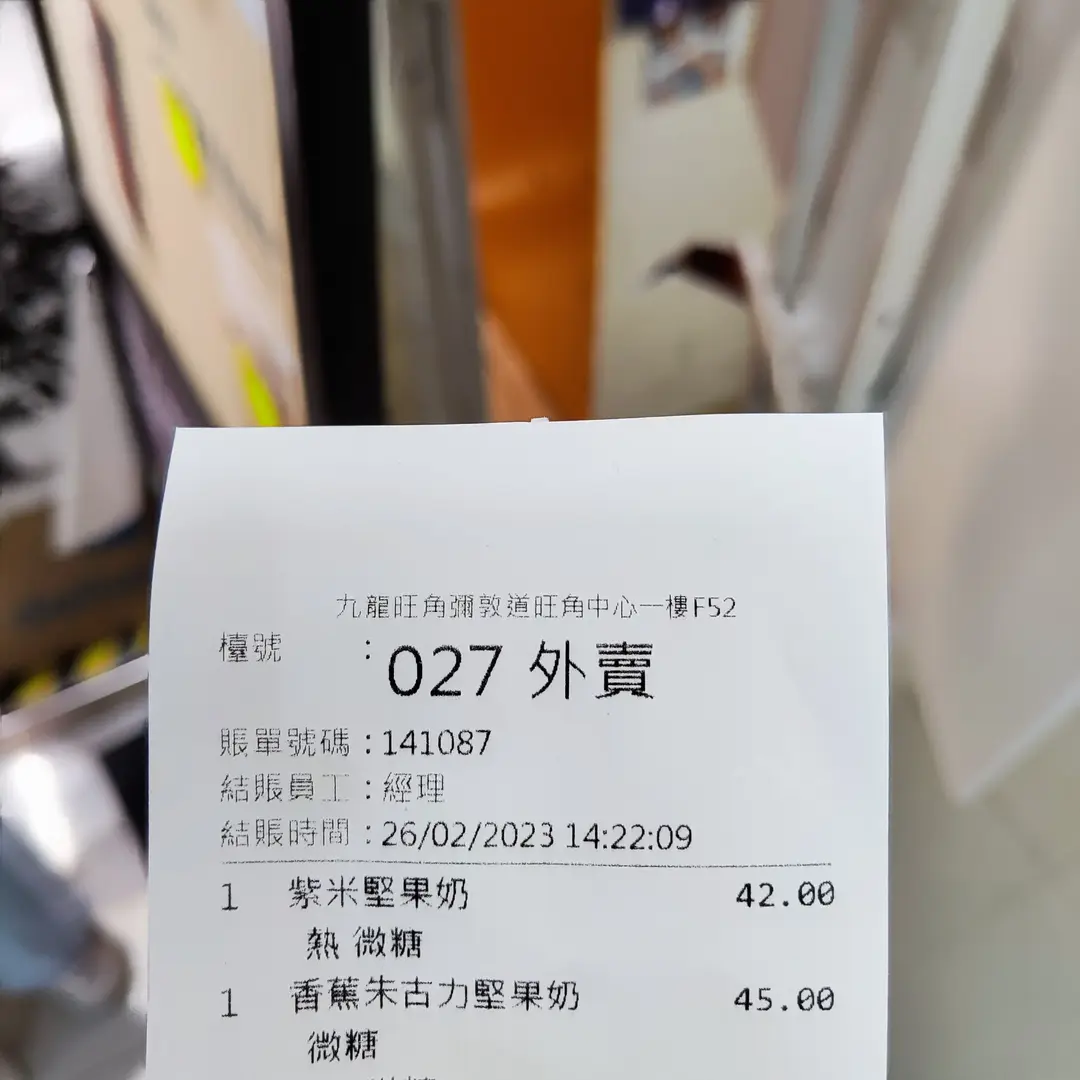 九龍旺角彌敦道旺角中心一樓F52
檯號 : 027 外賣
賬單號碼 : 141087
結賬員工 : 經理
結賬時間 : 26/02/2023 14:22:09
1 紫米堅果奶 42.00
熱 微糖
1 香蕉朱古力堅果奶 45.00
微糖